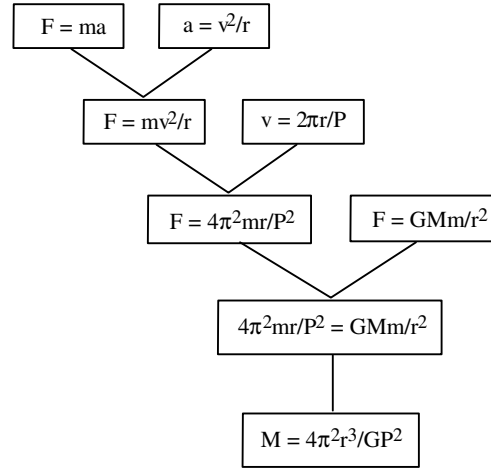 F = ma
a = v²/r
F = mv²/r
v = 2πr/P
F = 4π²mr/P²
F = GMm/r²
4π²mr/P² = GMm/r²
M = 4π²r³/GP²